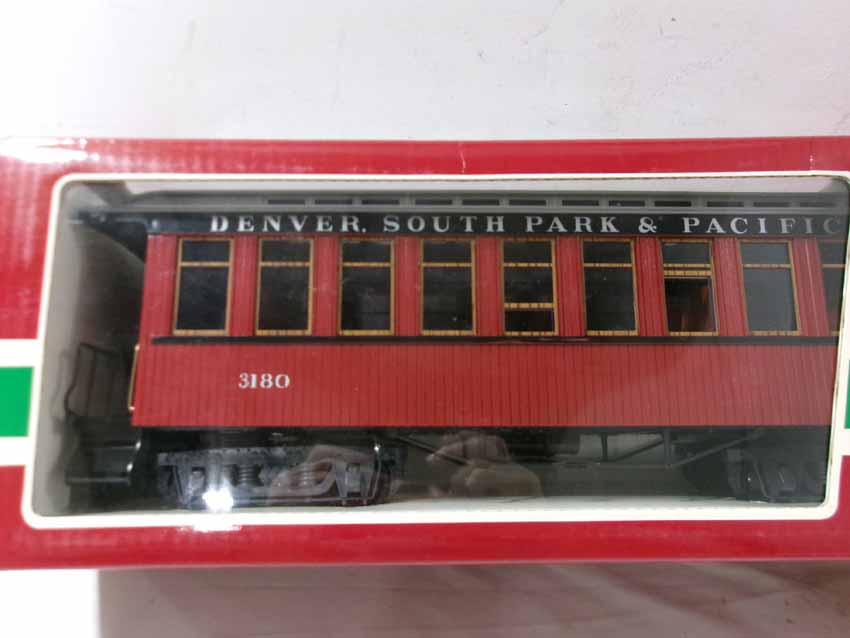 DENVER, SOUTH PARK & PACIFIC
3180